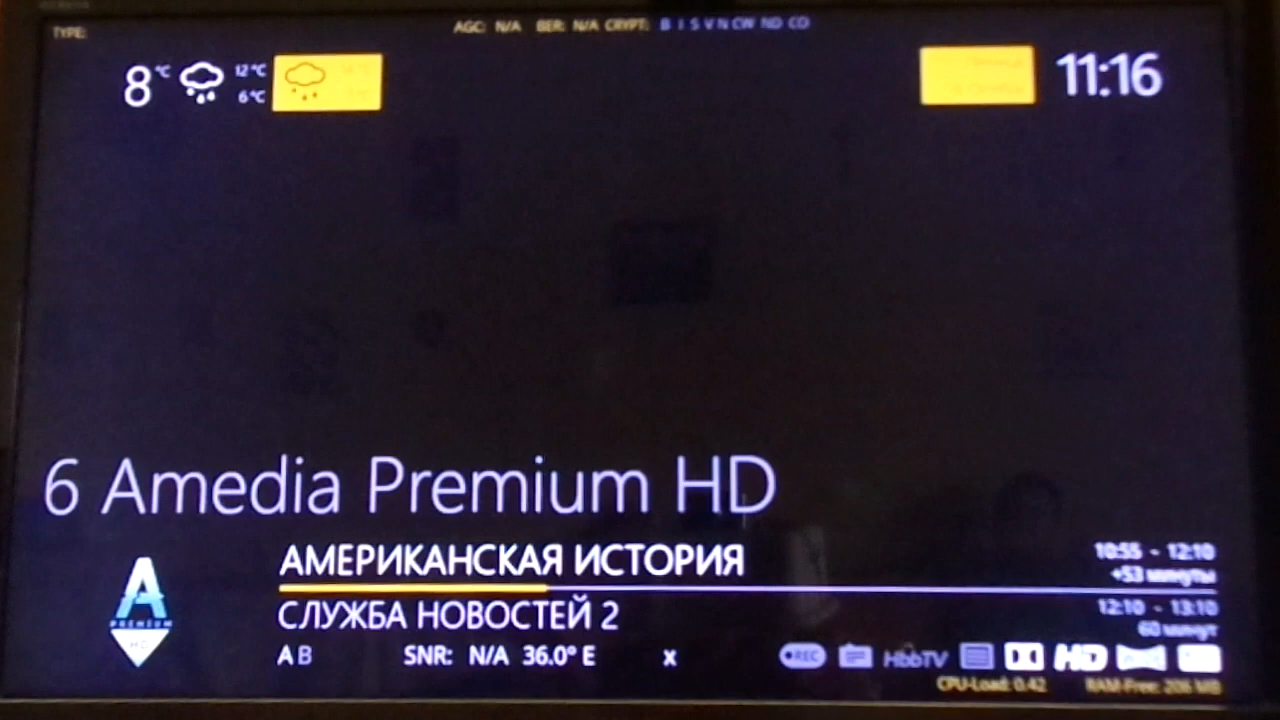 TYPE:
AGC: N/A BER: N/A CRYPT: B I S V N CW ND CO
8 °C 12 °C
6 °C
11:16
6 Amedia Premium HD
АМЕРИКАНСКАЯ ИСТОРИЯ 10:55 - 12:10
+53 минуты
СЛУЖБА НОВОСТЕЙ 2 12:10 - 13:10
60 минут
A PREMIUM HD
A B SNR: N/A 36.0° E x REC HbbTV HD
CPU-Load: 0.42 RAM-Free: 206 MB